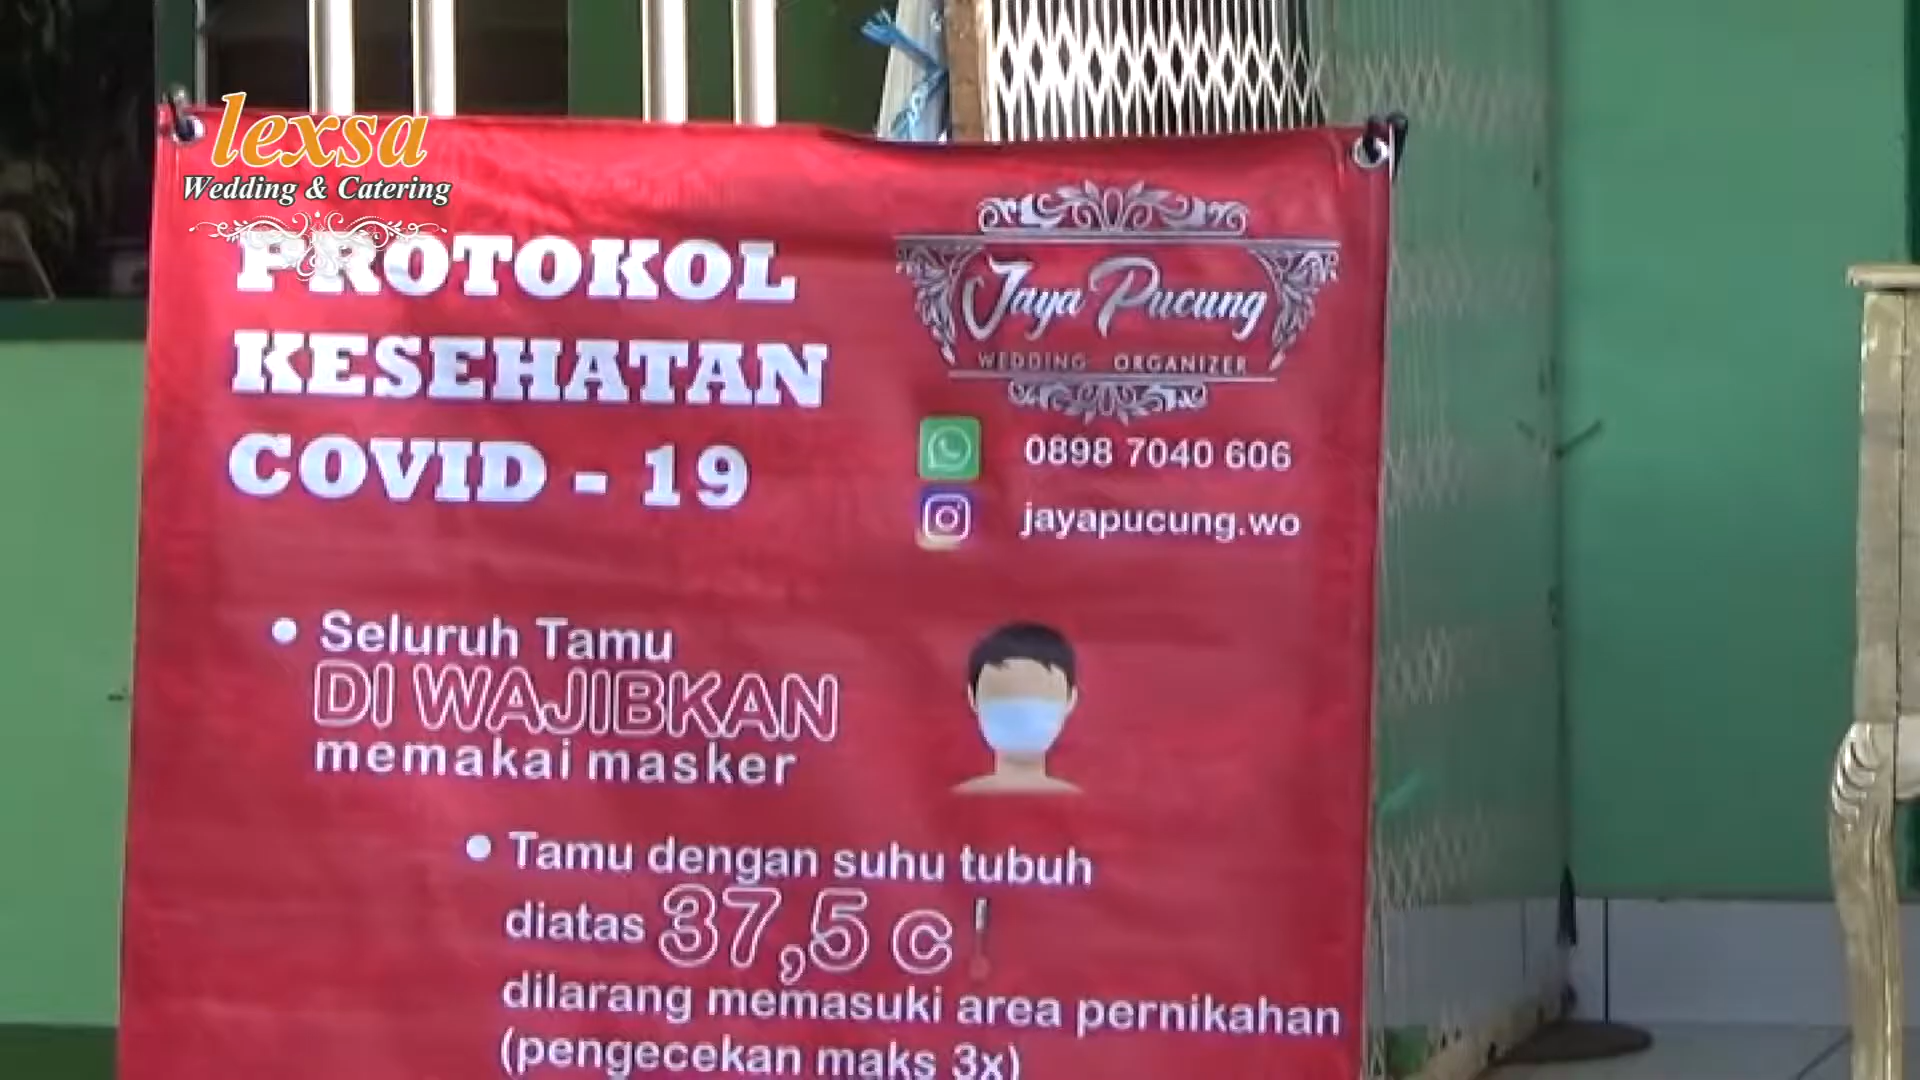 lexsa
Wedding & Catering
PROTOKOL
KESEHATAN
COVID - 19
Jaya Pucung
WEDDING ORGANIZER
0898 7040 606
jayapucung.wo
• Seluruh Tamu
DI WAJIBKAN
memakai masker
• Tamu dengan suhu tubuh
diatas 37,5 c
dilarang memasuki area pernikahan
(pengecekan maks 3x)